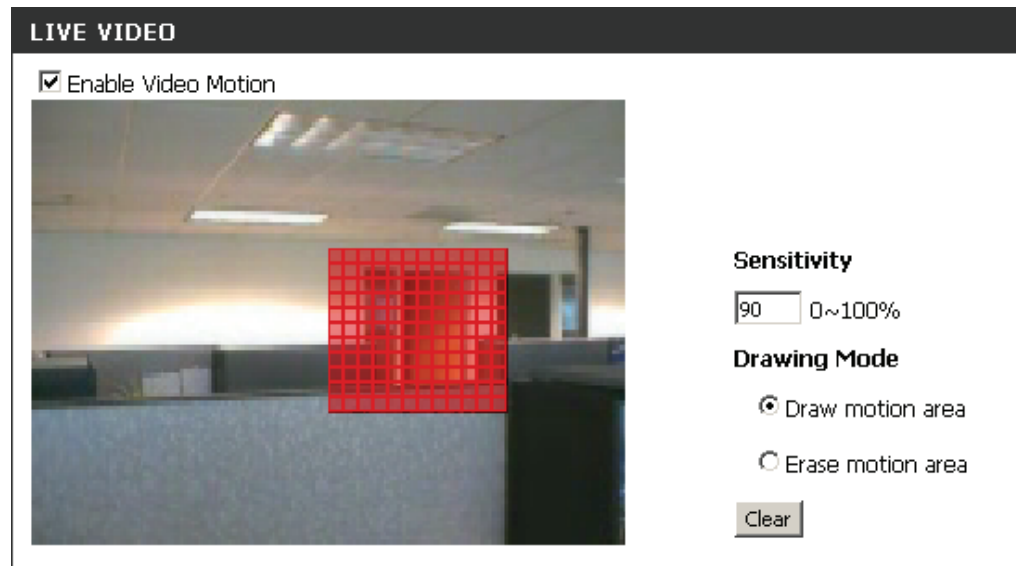 LIVE VIDEO
Enable Video Motion
Sensitivity
90 0~100%
Drawing Mode
Draw motion area
Erase motion area
Clear